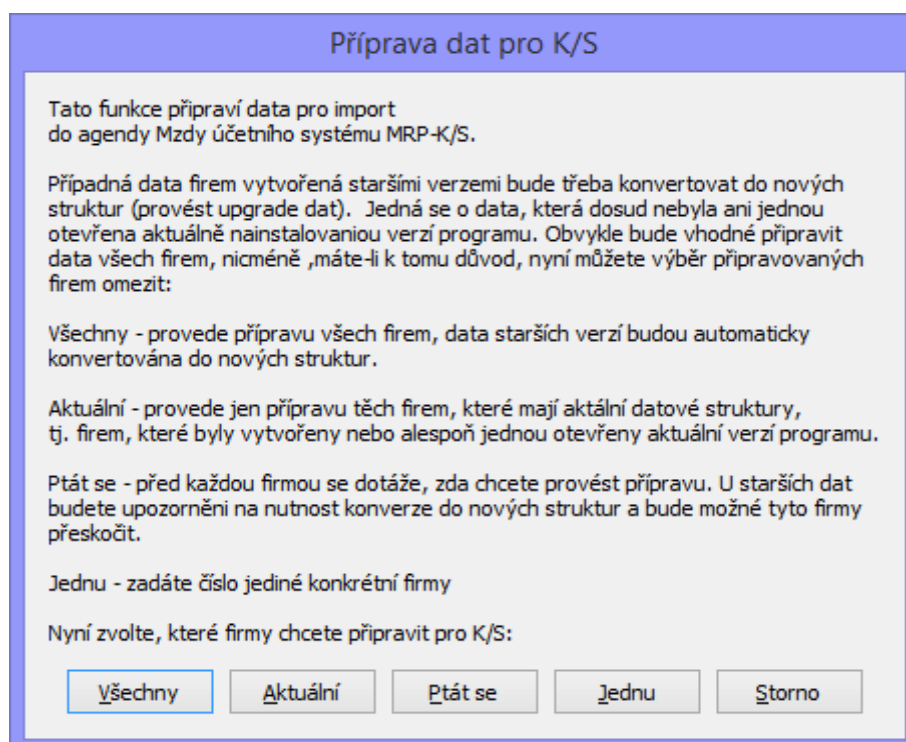 Příprava dat pro K/S
Tato funkce připraví data pro import
do agendy Mzdy účetního systému MRP-K/S.
Případná data firem vytvořená staršími verzemi bude třeba konvertovat do nových
struktur (provést upgrade dat).  Jedná se o data, která dosud nebyla ani jednou
otevřena aktuálně nainstalovaniou verzí programu. Obvykle bude vhodné připravit
data všech firem, nicméně ,máte-li k tomu důvod, nyní můžete výběr připravovaných
firem omezit:
Všechny - provede přípravu všech firem, data starších verzí budou automaticky
konvertována do nových struktur.
Aktuální - provede jen přípravu těch firem, které mají aktální datové struktury,
tj. firem, které byly vytvořeny nebo alespoň jednou otevřeny aktuální verzí programu.
Ptát se - před každou firmou se dotáže, zda chcete provést přípravu. U starších dat
budete upozorněni na nutnost konverze do nových struktur a bude možné tyto firmy
přeskočit.
Jednu - zadáte číslo jediné konkrétní firmy
Nyní zvolte, které firmy chcete připravit pro K/S:
Všechny Aktuální Ptát se Jednu Storno